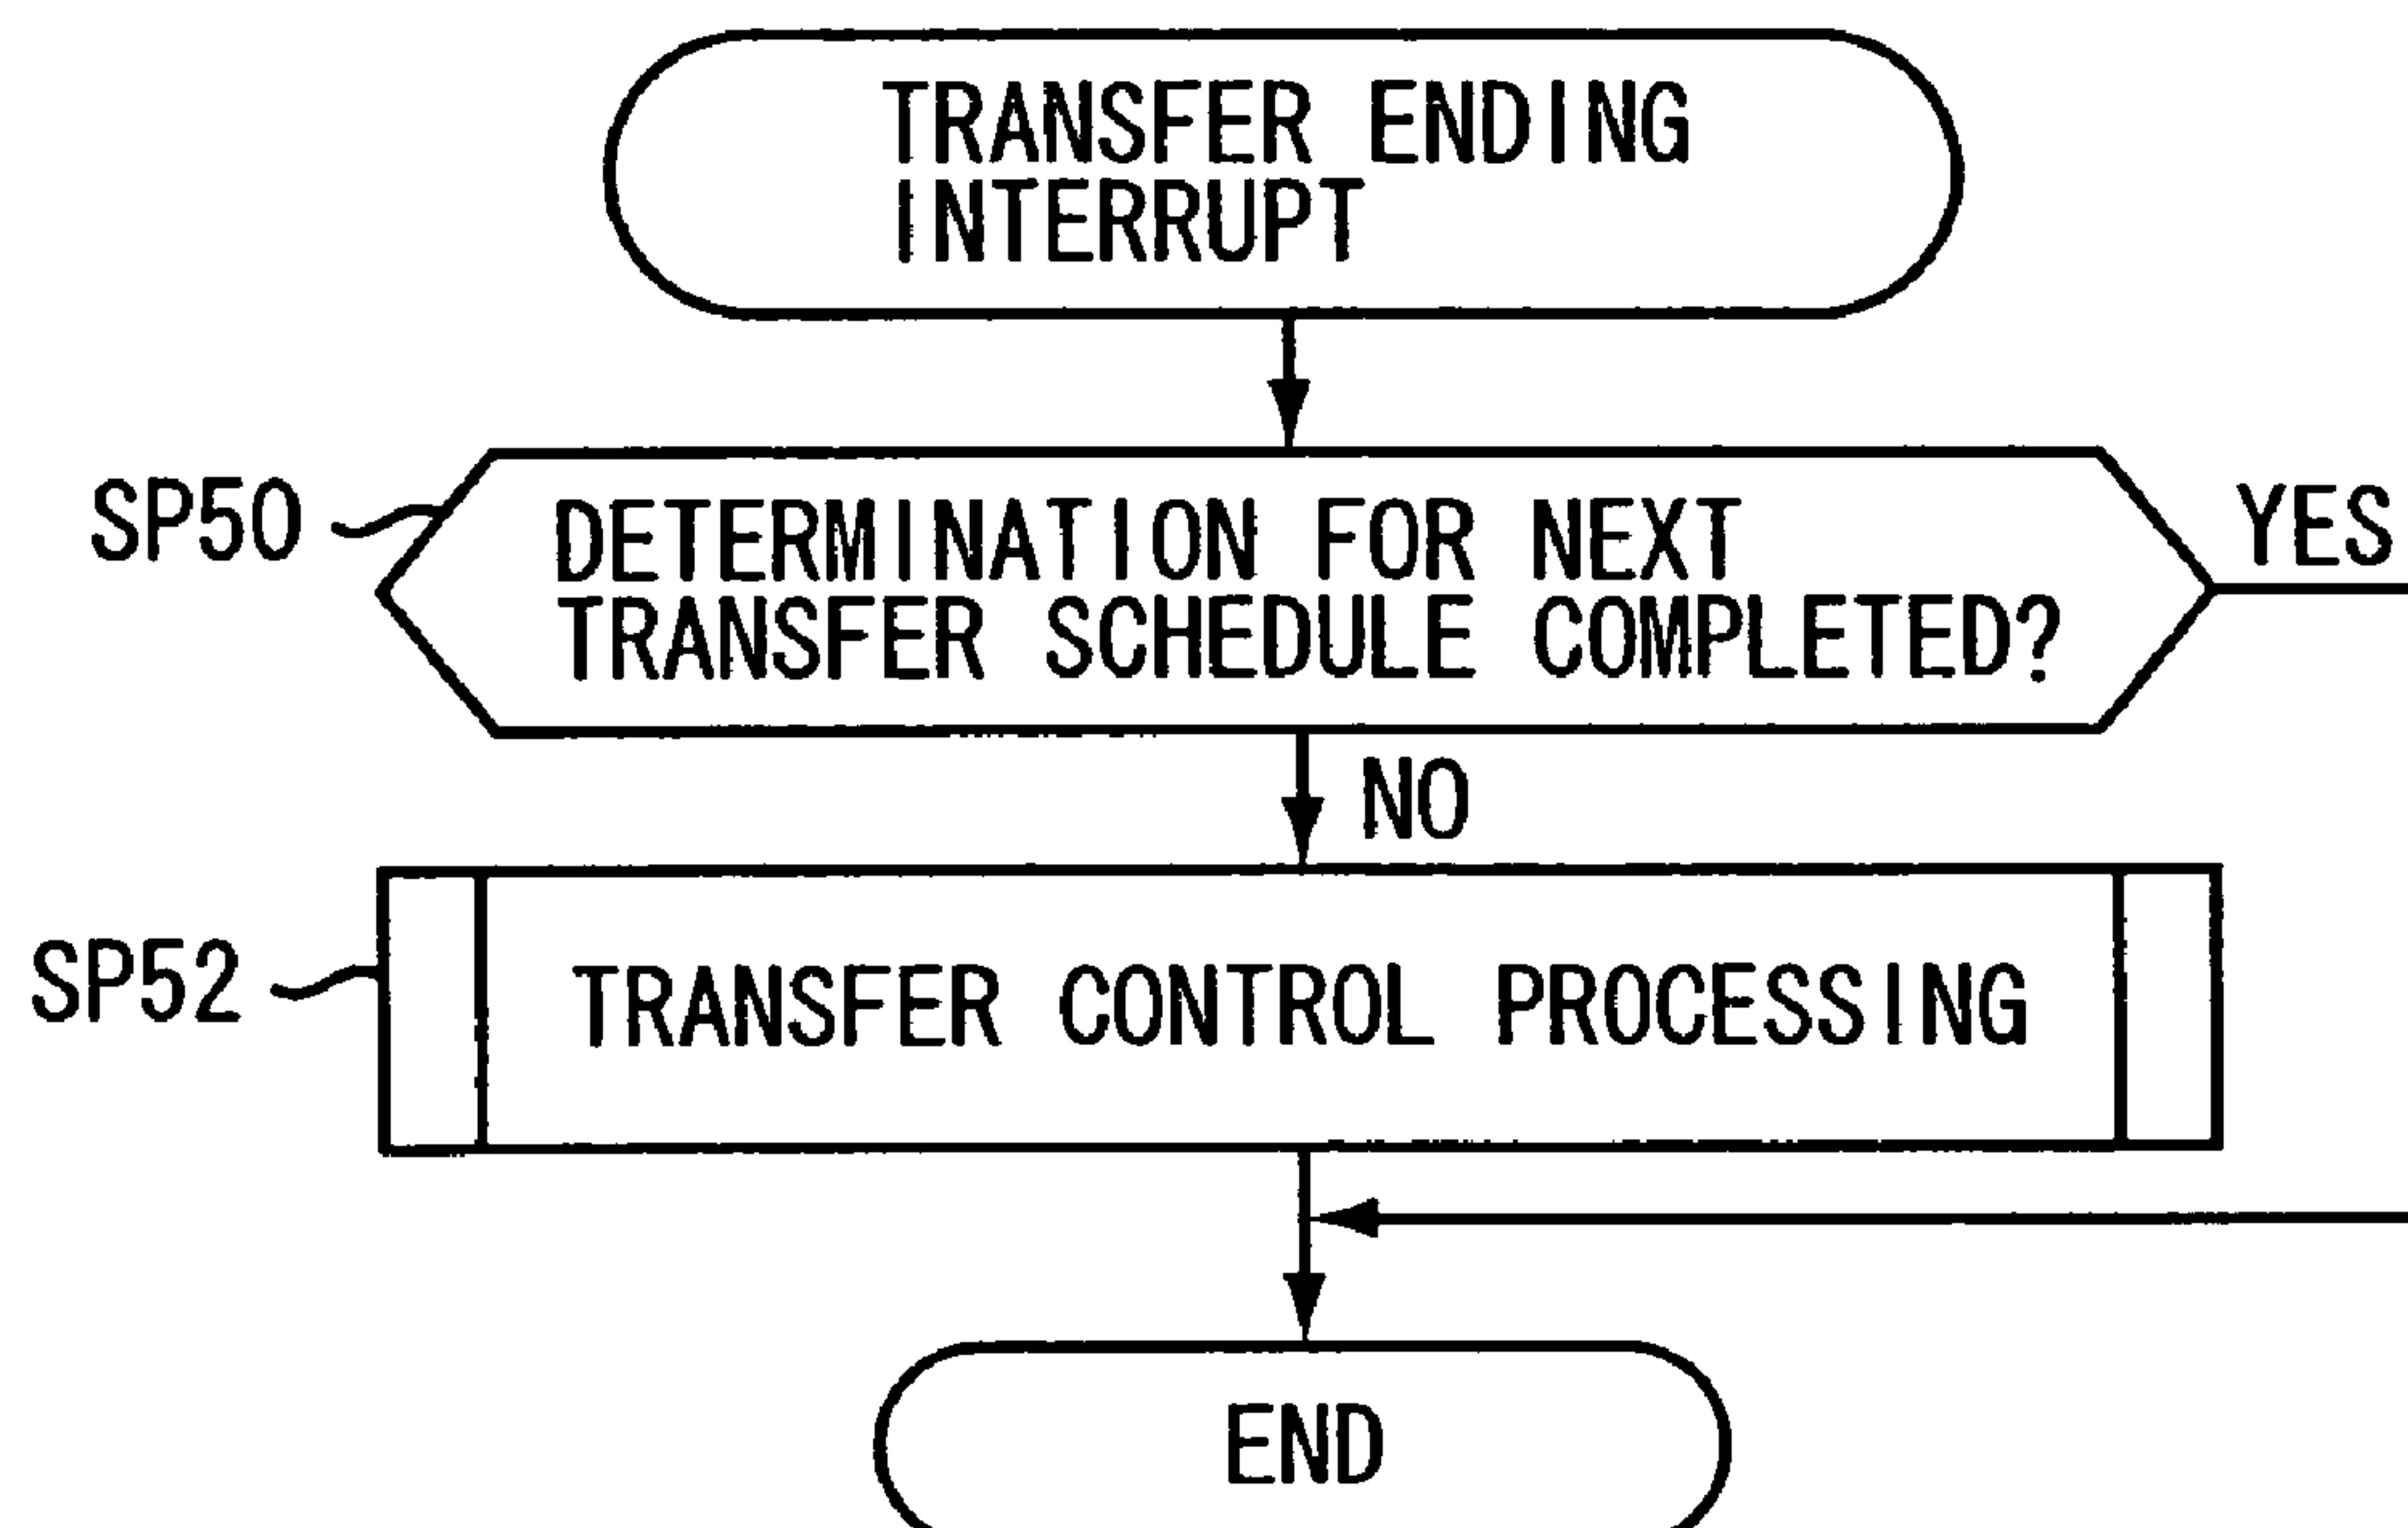 TRANSFER ENDING
INTERRUPT
SP50
DETERMINATION FOR NEXT
TRANSFER SCHEDULE COMPLETED?
YES
NO
SP52
TRANSFER CONTROL PROCESSING
END